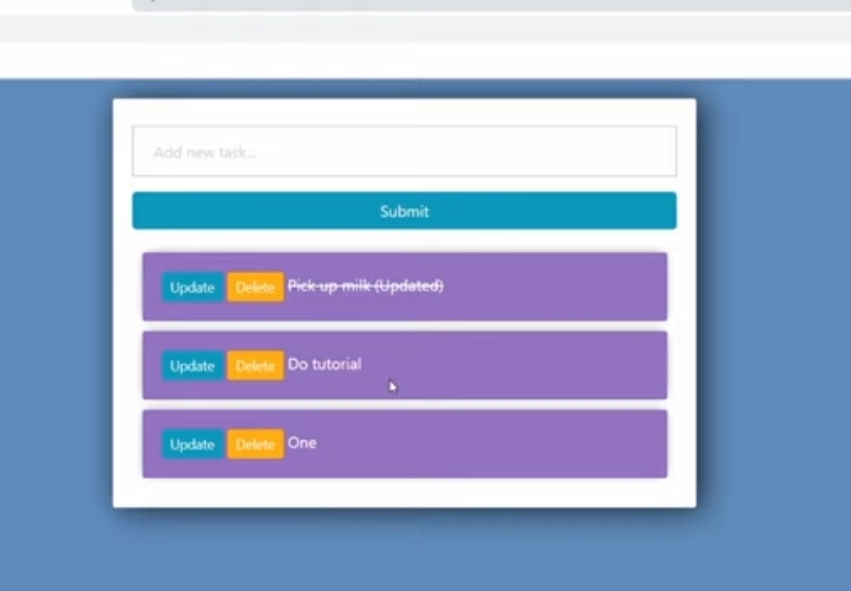 Add new task...
Submit
Update Delete Pick up milk (Updated)
Update Delete Do tutorial
Update Delete One